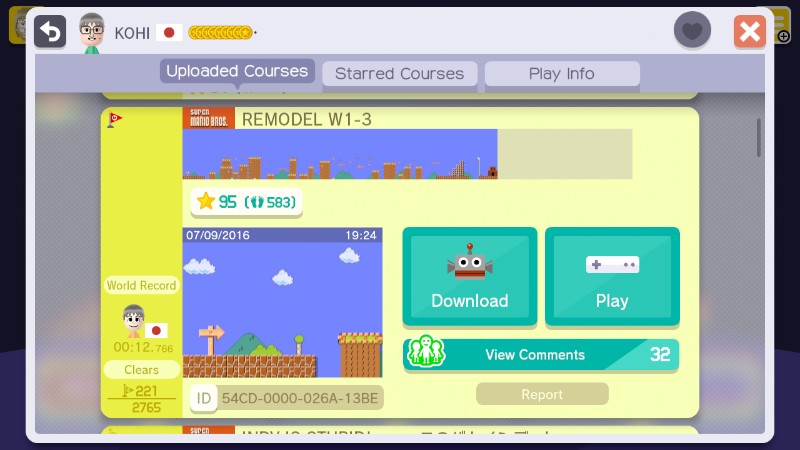 KOHI
Uploaded Courses
Starred Courses
Play Info
SUPER
MARIO BROS.
REMODEL W1-3
95 (583)
07/09/2016 19:24
World Record
00:12.766
Clears
221
2765
Download
Play
View Comments 32
ID 54CD-0000-026A-13BE
Report
SUPER